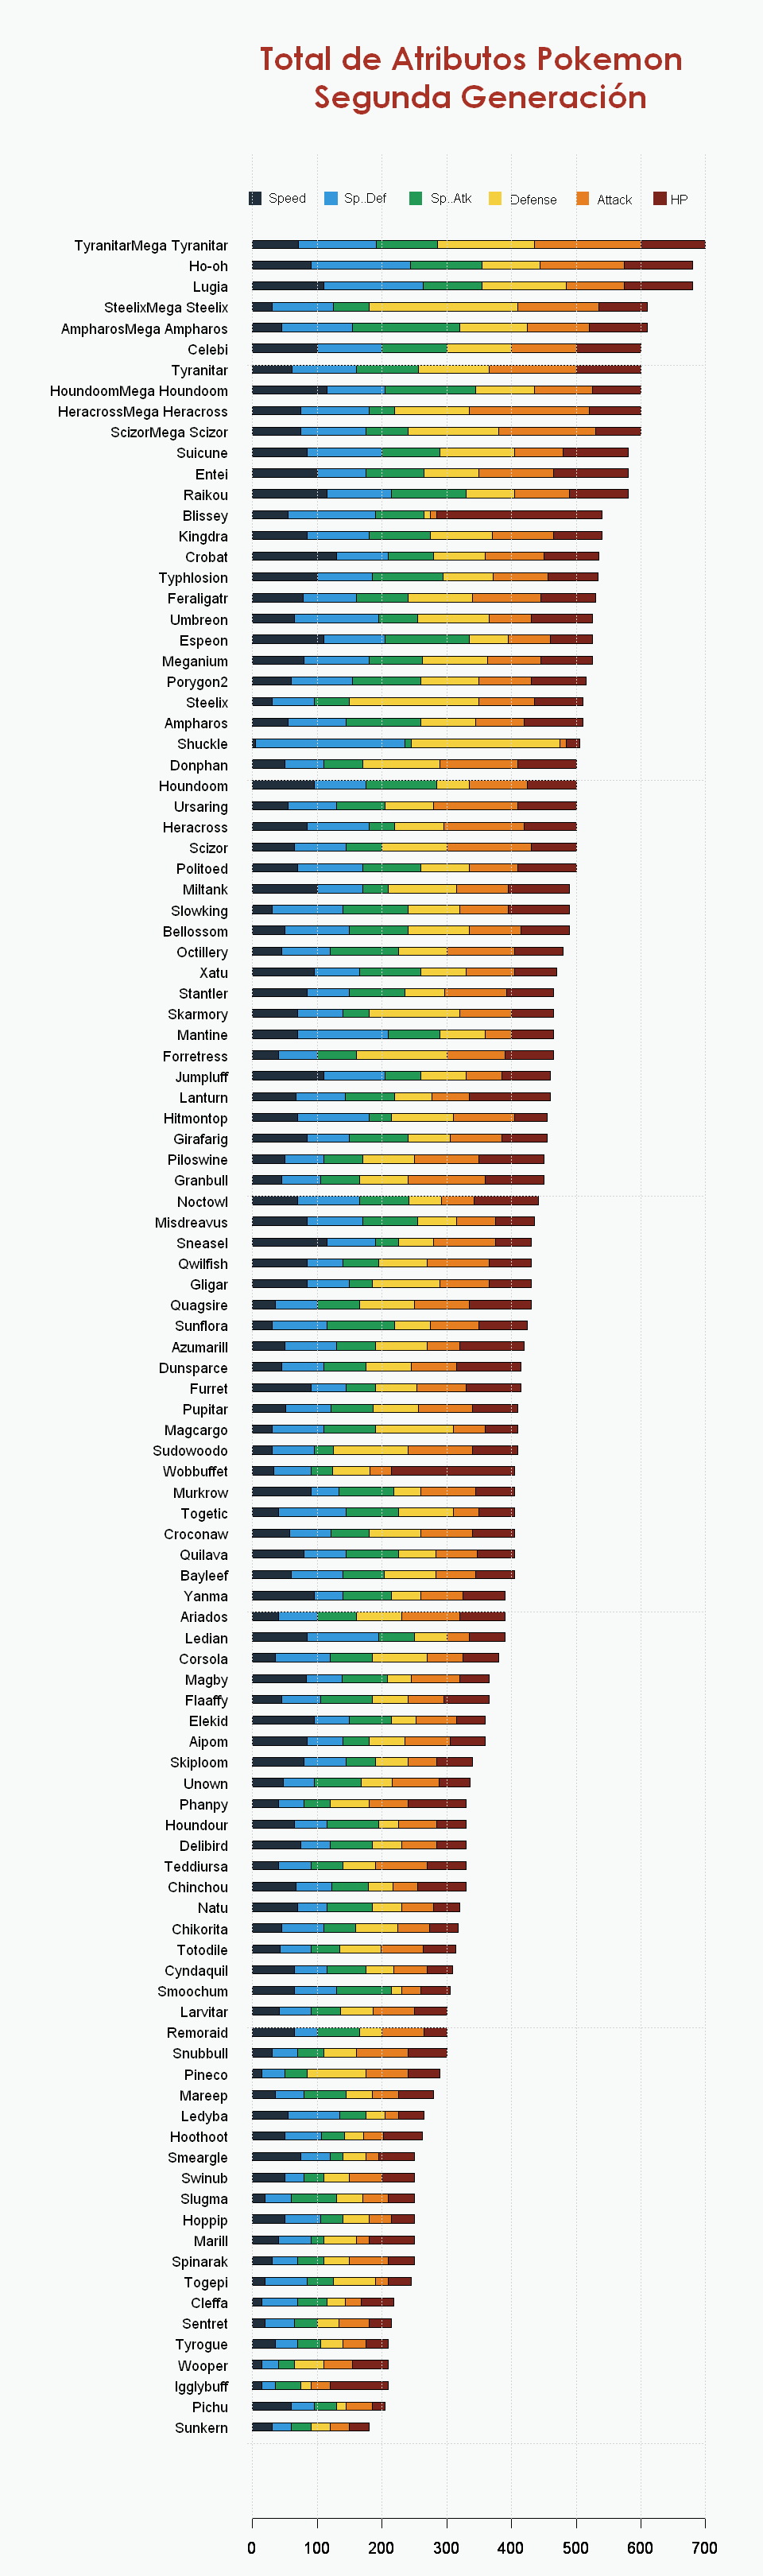 Total de Atributos Pokemon
Segunda Generación
Speed Sp..Def Sp..Atk Defense Attack HP
TyranitarMega Tyranitar
Ho-oh
Lugia
SteelixMega Steelix
AmpharosMega Ampharos
Celebi
Tyranitar
HoundoomMega Houndoom
HeracrossMega Heracross
ScizorMega Scizor
Suicune
Entei
Raikou
Blissey
Kingdra
Crobat
Typhlosion
Feraligatr
Umbreon
Espeon
Meganium
Porygon2
Steelix
Ampharos
Shuckle
Donphan
Houndoom
Ursaring
Heracross
Scizor
Politoed
Miltank
Slowking
Bellossom
Octillery
Xatu
Stantler
Skarmory
Mantine
Forretress
Jumpluff
Lanturn
Hitmontop
Girafarig
Piloswine
Granbull
Noctowl
Misdreavus
Sneasel
Qwilfish
Gligar
Quagsire
Sunflora
Azumarill
Dunsparce
Furret
Pupitar
Magcargo
Sudowoodo
Wobbuffet
Murkrow
Togetic
Croconaw
Quilava
Bayleef
Yanma
Ariados
Ledian
Corsola
Magby
Flaaffy
Elekid
Aipom
Skiploom
Unown
Phanpy
Houndour
Delibird
Teddiursa
Chinchou
Natu
Chikorita
Totodile
Cyndaquil
Smoochum
Larvitar
Remoraid
Snubbull
Pineco
Mareep
Ledyba
Hoothoot
Smeargle
Swinub
Slugma
Hoppip
Marill
Spinarak
Togepi
Cleffa
Sentret
Tyrogue
Wooper
Igglybuff
Pichu
Sunkern
0 100 200 300 400 500 600 700